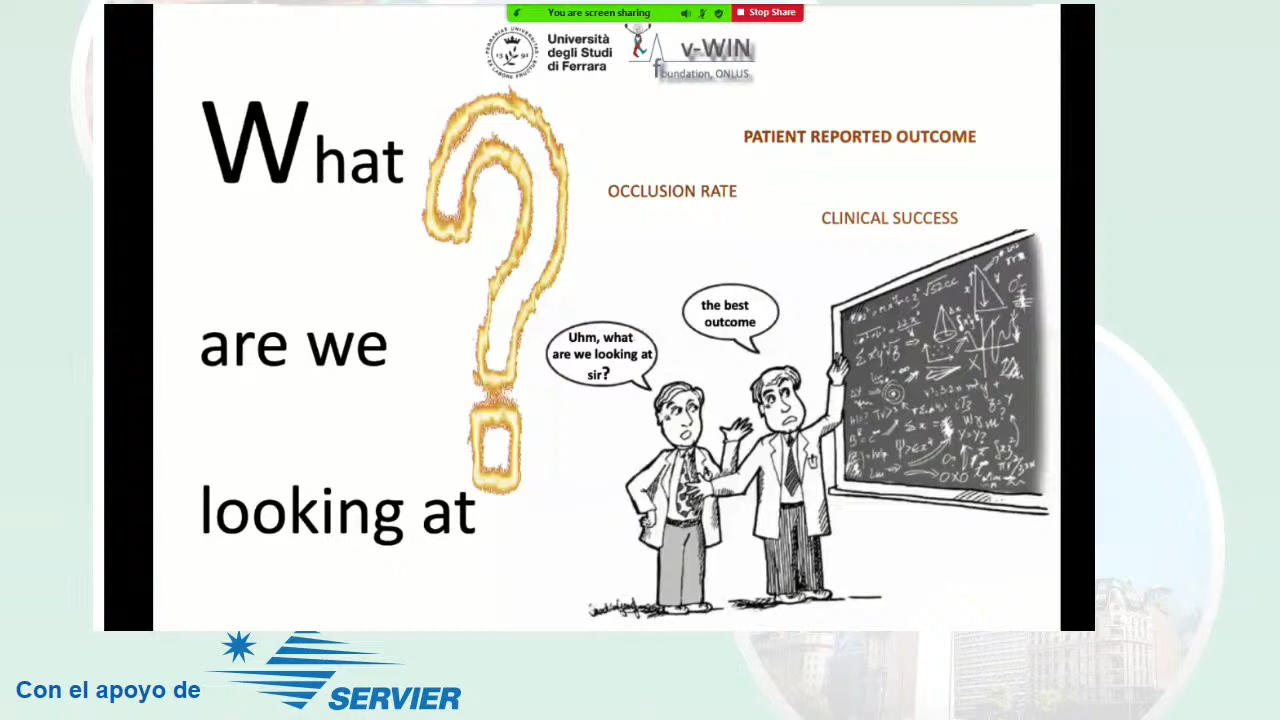 You are screen sharing
Stop Share
Università
degli Studi
di Ferrara
v-WIN
foundation, ONLUS
What
are we
looking at
?
PATIENT REPORTED OUTCOME
OCCLUSION RATE
CLINICAL SUCCESS
the best
outcome
Uhm, what
are we looking at
sir?
Con el apoyo de
SERVIER